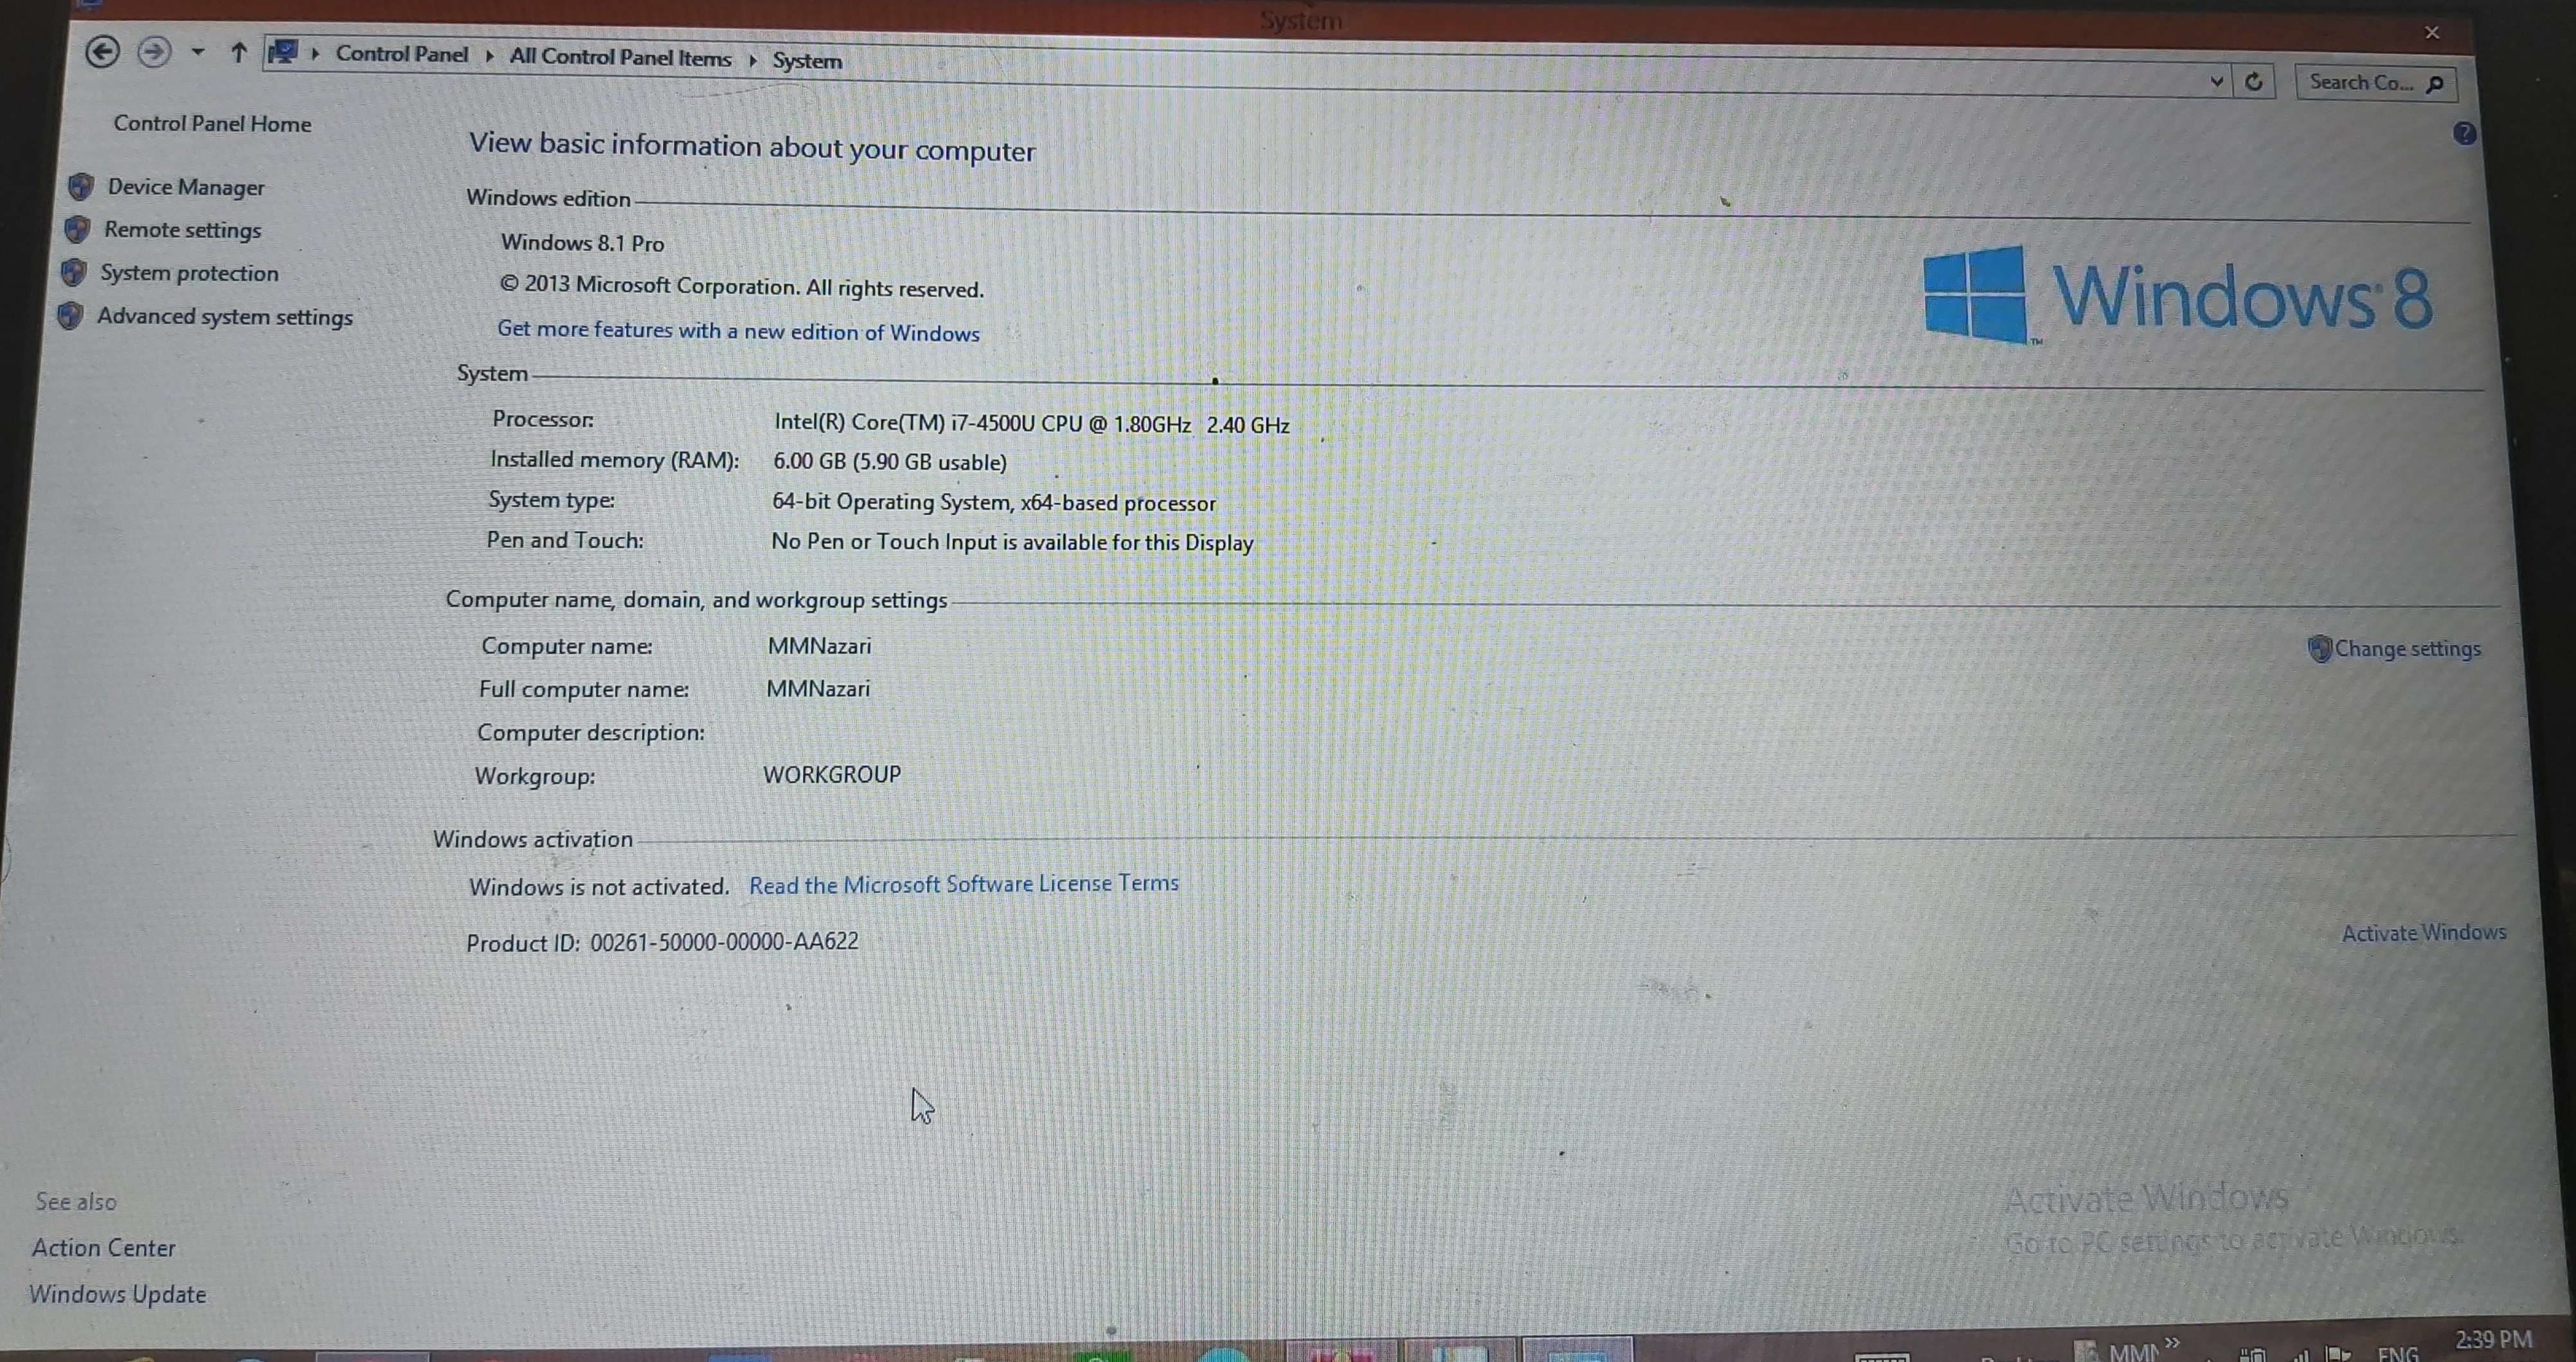 System
Control Panel All Control Panel Items System
Search Co...
Control Panel Home
Device Manager
Remote settings
System protection
Advanced system settings
View basic information about your computer
Windows edition
Windows 8.1 Pro
© 2013 Microsoft Corporation. All rights reserved.
Get more features with a new edition of Windows
Windows 8
System
Processor: Intel(R) Core(TM) i7-4500U CPU @ 1.80GHz 2.40 GHz
Installed memory (RAM): 6.00 GB (5.90 GB usable)
System type: 64-bit Operating System, x64-based processor
Pen and Touch: No Pen or Touch Input is available for this Display
Computer name, domain, and workgroup settings
Computer name: MMNazari
Change settings
Full computer name: MMNazari
Computer description:
Workgroup: WORKGROUP
Windows activation
Windows is not activated. Read the Microsoft Software License Terms
Product ID: 00261-50000-00000-AA622
Activate Windows
See also
Action Center
Windows Update
Activate Windows
Go to PC settings to activate Windows.
ENG
2:39 PM